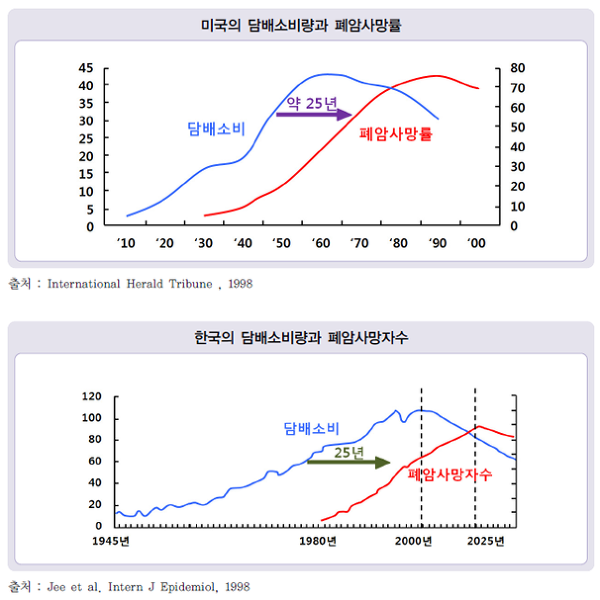 미국의 담배소비량과 폐암사망률
45 80
40 70
35 60
30 50
25 40
20 30
15 20
10 10
5 0
0
약 25년
담배소비
폐암사망률
‘10 ‘20 ‘30 ‘40 ‘50 ‘60 ‘70 ‘80 ‘90 ‘00
출처 : International Herald Tribune , 1998
한국의 담배소비량과 폐암사망자수
120
100
80
60
40
20
0
담배소비
25년
폐암사망자수
1945년 1980년 2000년 2025년
출처 : Jee et al, Intern J Epidemiol, 1998